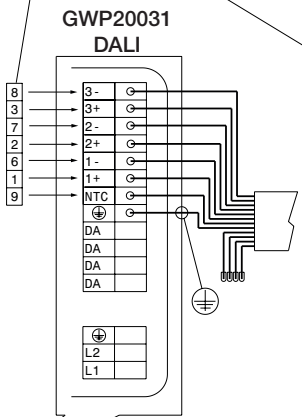 GWP20031
DALI
8 3 -
3 3+
7 2 -
2 2+
6 1 -
1 1+
9 NTC
DA
DA
DA
DA
L2
L1